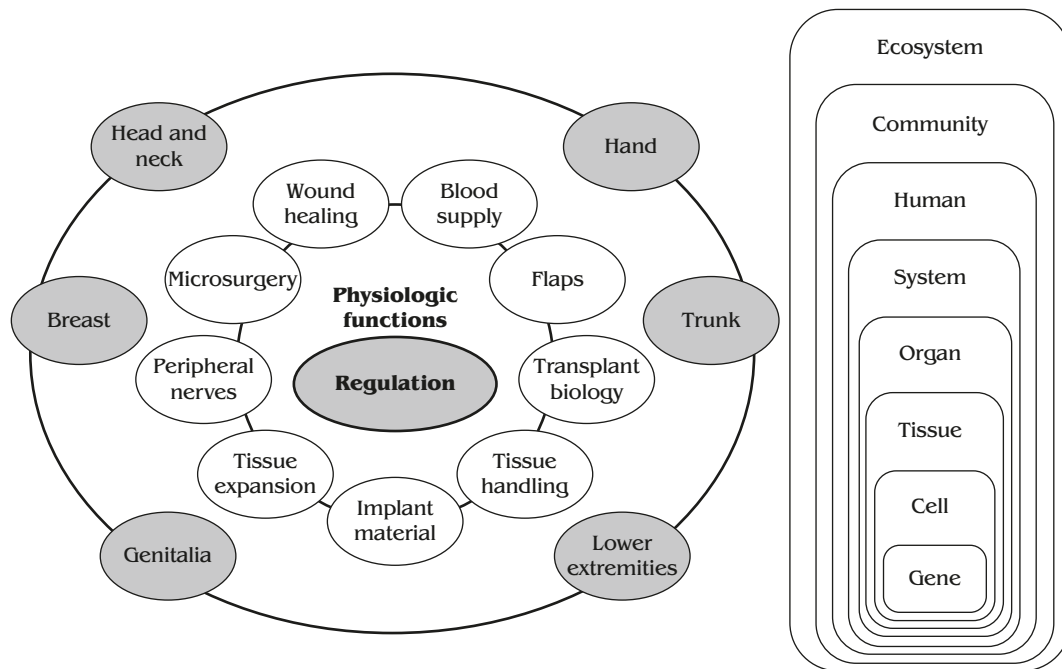 Head and
neck
Hand
Wound
healing
Blood
supply
Microsurgery
Flaps
Physiologic
functions
Breast
Trunk
Peripheral
nerves
Regulation
Transplant
biology
Tissue
expansion
Tissue
handling
Implant
material
Genitalia
Lower
extremities
Ecosystem
Community
Human
System
Organ
Tissue
Cell
Gene